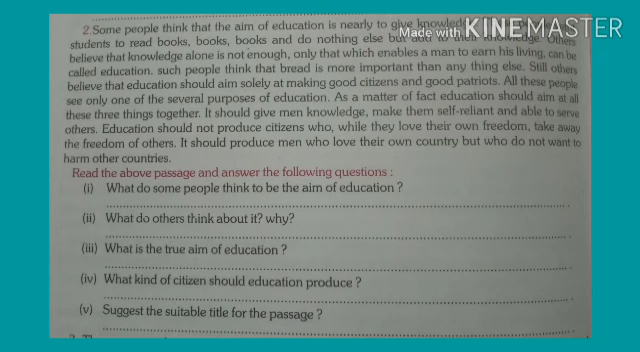 Made with KINEMASTER
2.Some people think that the aim of education is nearly to give
students to read books, books, books and do nothing else but add to their knowledge. Others
believe that knowledge alone is not enough, only that which enables a man to earn his living, can be
called education. such people think that bread is more important than any thing else. Still others
believe that education should aim solely at making good citizens and good patriots. All these people
see only one of the several purposes of education. As a matter of fact education should aim at all
these three things together. It should give men knowledge, make them self-reliant and able to serve
others. Education should not produce citizens who, while they love their own freedom, take away
the freedom of others. It should produce men who love their own country but who do not want to
harm other countries.
Read the above passage and answer the following questions :
(i) What do some people think to be the aim of education ?
(ii) What do others think about it? why?
(iii) What is the true aim of education ?
(iv) What kind of citizen should education produce ?
(v) Suggest the suitable title for the passage ?